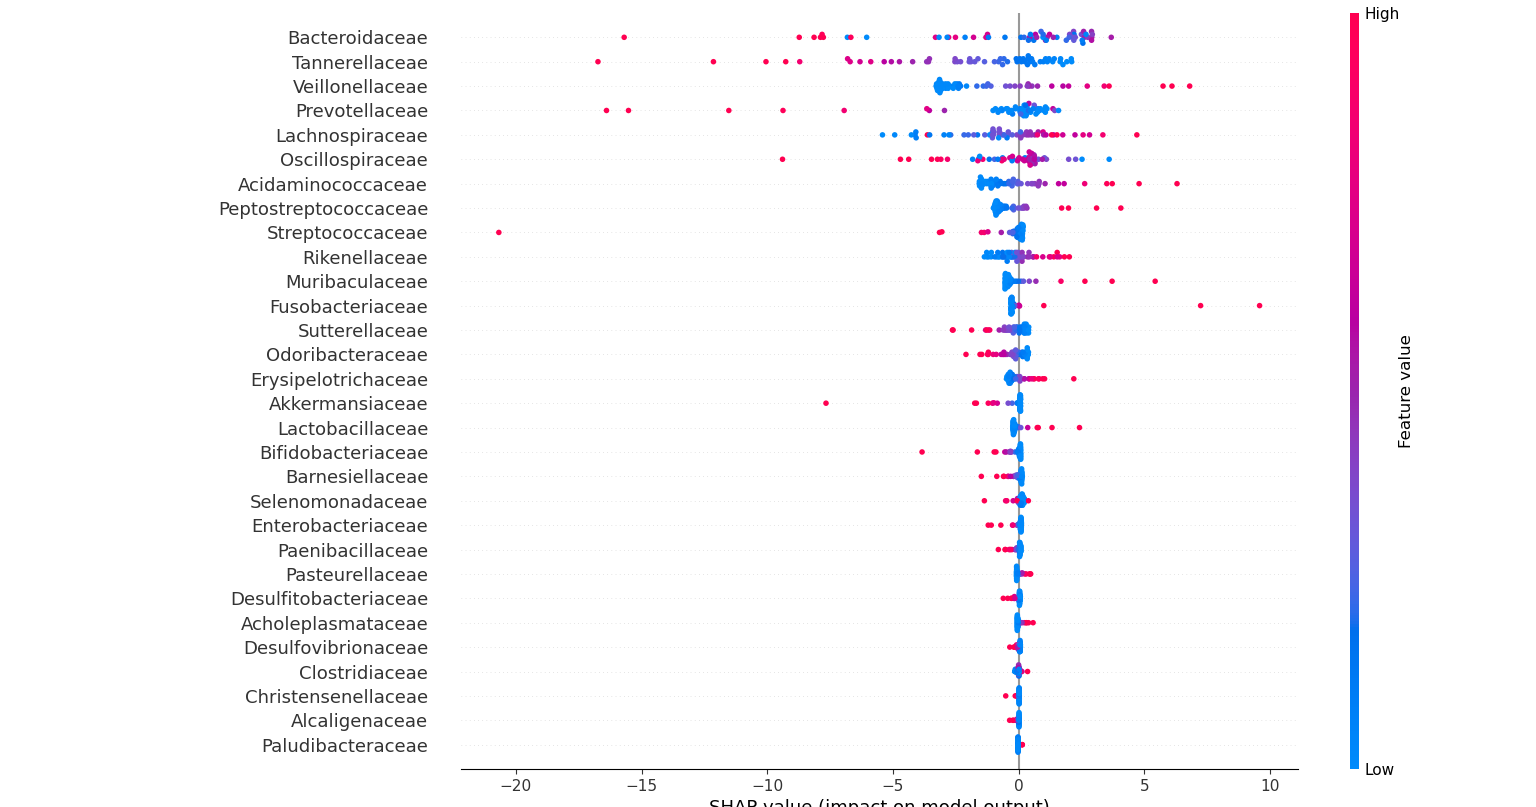 High
Bacteroidaceae
Tannerellaceae
Veillonellaceae
Prevotellaceae
Lachnospiraceae
Oscillospiraceae
Acidaminococcaceae
Peptostreptococcaceae
Streptococcaceae
Rikenellaceae
Muribaculaceae
Fusobacteriaceae
Sutterellaceae
Odoribacteraceae
Erysipelotrichaceae
Akkermansiaceae
Lactobacillaceae
Bifidobacteriaceae
Barnesiellaceae
Selenomonadaceae
Enterobacteriaceae
Paenibacillaceae
Pasteurellaceae
Desulfitobacteriaceae
Acholeplasmataceae
Desulfovibrionaceae
Clostridiaceae
Christensenellaceae
Alcaligenaceae
Paludibacteraceae
Feature value
Low
−20 −15 −10 −5 0 5 10
SHAP value (impact on model output)